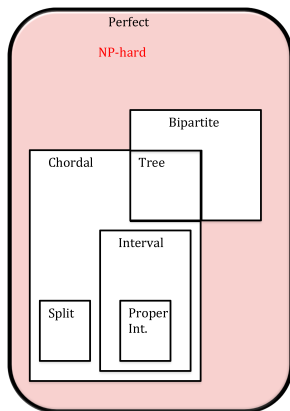 Perfect
NP-hard
Bipartite
Chordal
Tree
Interval
Split
Proper
Int.